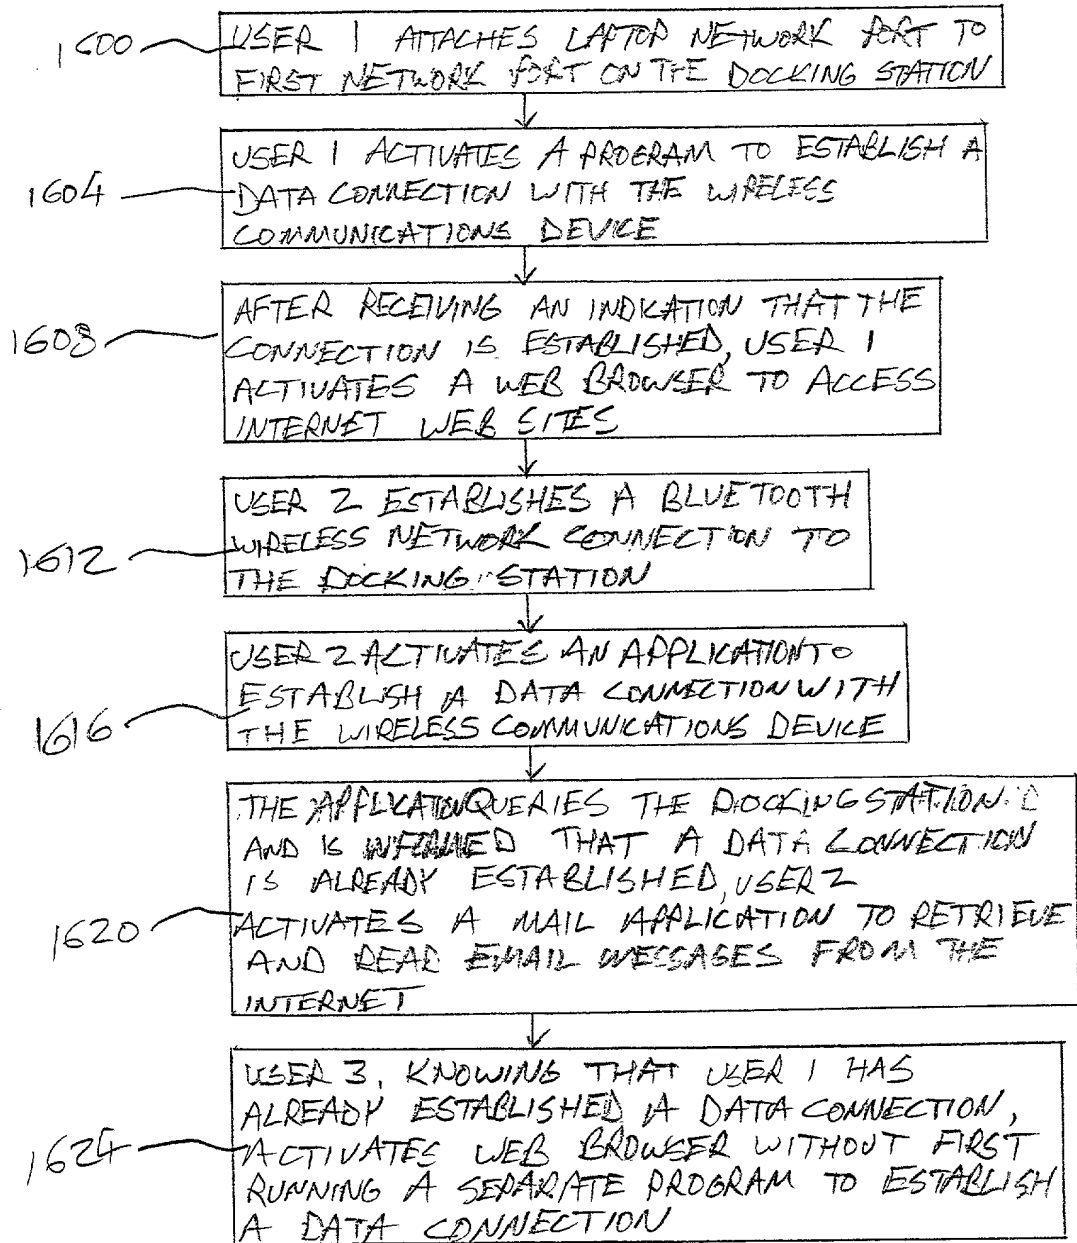 1600
USER 1 ATTACHES LAPTOP NETWORK PORT TO
FIRST NETWORK PORT ON THE DOCKING STATION
1604
USER 1 ACTIVATES A PROGRAM TO ESTABLISH A
DATA CONNECTION WITH THE WIRELESS
COMMUNICATIONS DEVICE
1608
AFTER RECEIVING AN INDICATION THAT THE
CONNECTION IS ESTABLISHED, USER 1
ACTIVATES A WEB BROWSER TO ACCESS
INTERNET WEB SITES
1612
USER 2 ESTABLISHES A BLUETOOTH
WIRELESS NETWORK CONNECTION TO
THE DOCKING STATION
1616
USER 2 ACTIVATES AN APPLICATION TO
ESTABLISH A DATA CONNECTION WITH
THE WIRELESS COMMUNICATIONS DEVICE
1620
THE APPLICATION QUERIES THE DOCKING STATION
AND IS INFORMED THAT A DATA CONNECTION
IS ALREADY ESTABLISHED, USER 2
ACTIVATES A MAIL APPLICATION TO RETRIEVE
AND READ EMAIL MESSAGES FROM THE
INTERNET
1624
USER 3, KNOWING THAT USER 1 HAS
ALREADY ESTABLISHED A DATA CONNECTION,
ACTIVATES WEB BROWSER WITHOUT FIRST
RUNNING A SEPARATE PROGRAM TO ESTABLISH
A DATA CONNECTION